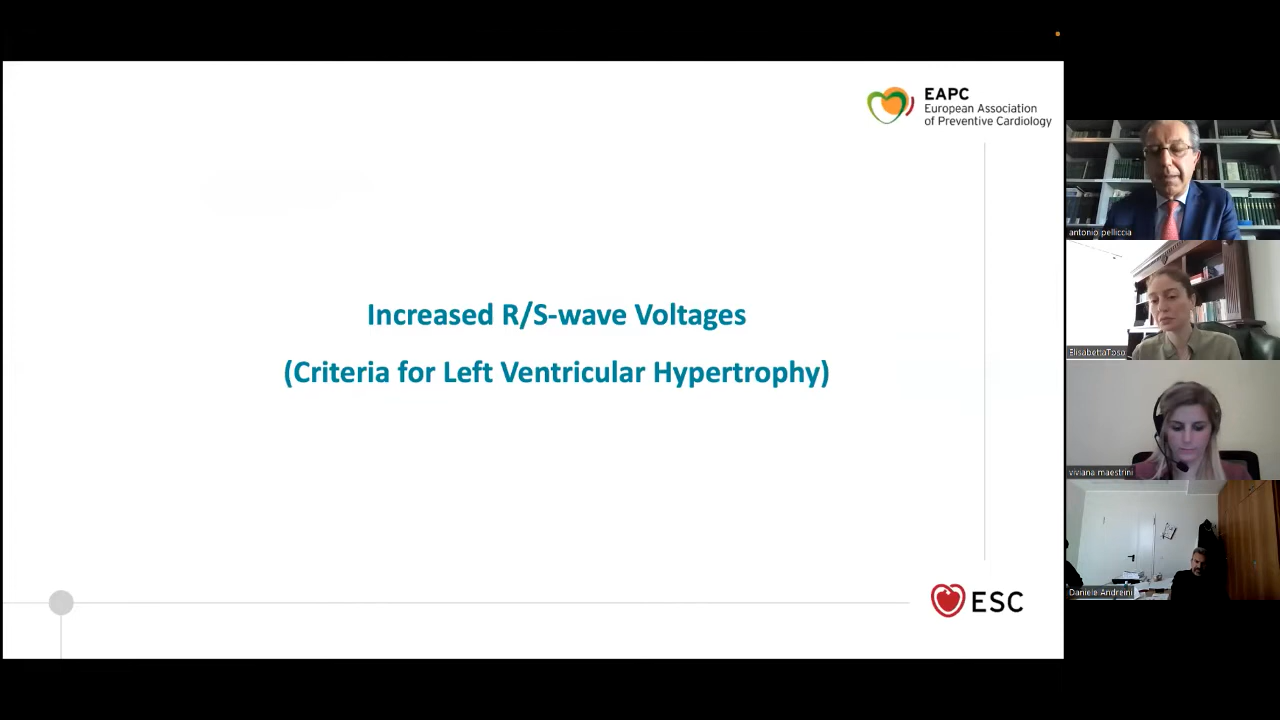 EAPC
European Association
of Preventive Cardiology
Increased R/S-wave Voltages
(Criteria for Left Ventricular Hypertrophy)
ESC
antonio pelliccia
ElisabettaToso
viviana maestrini
Daniele Andreini